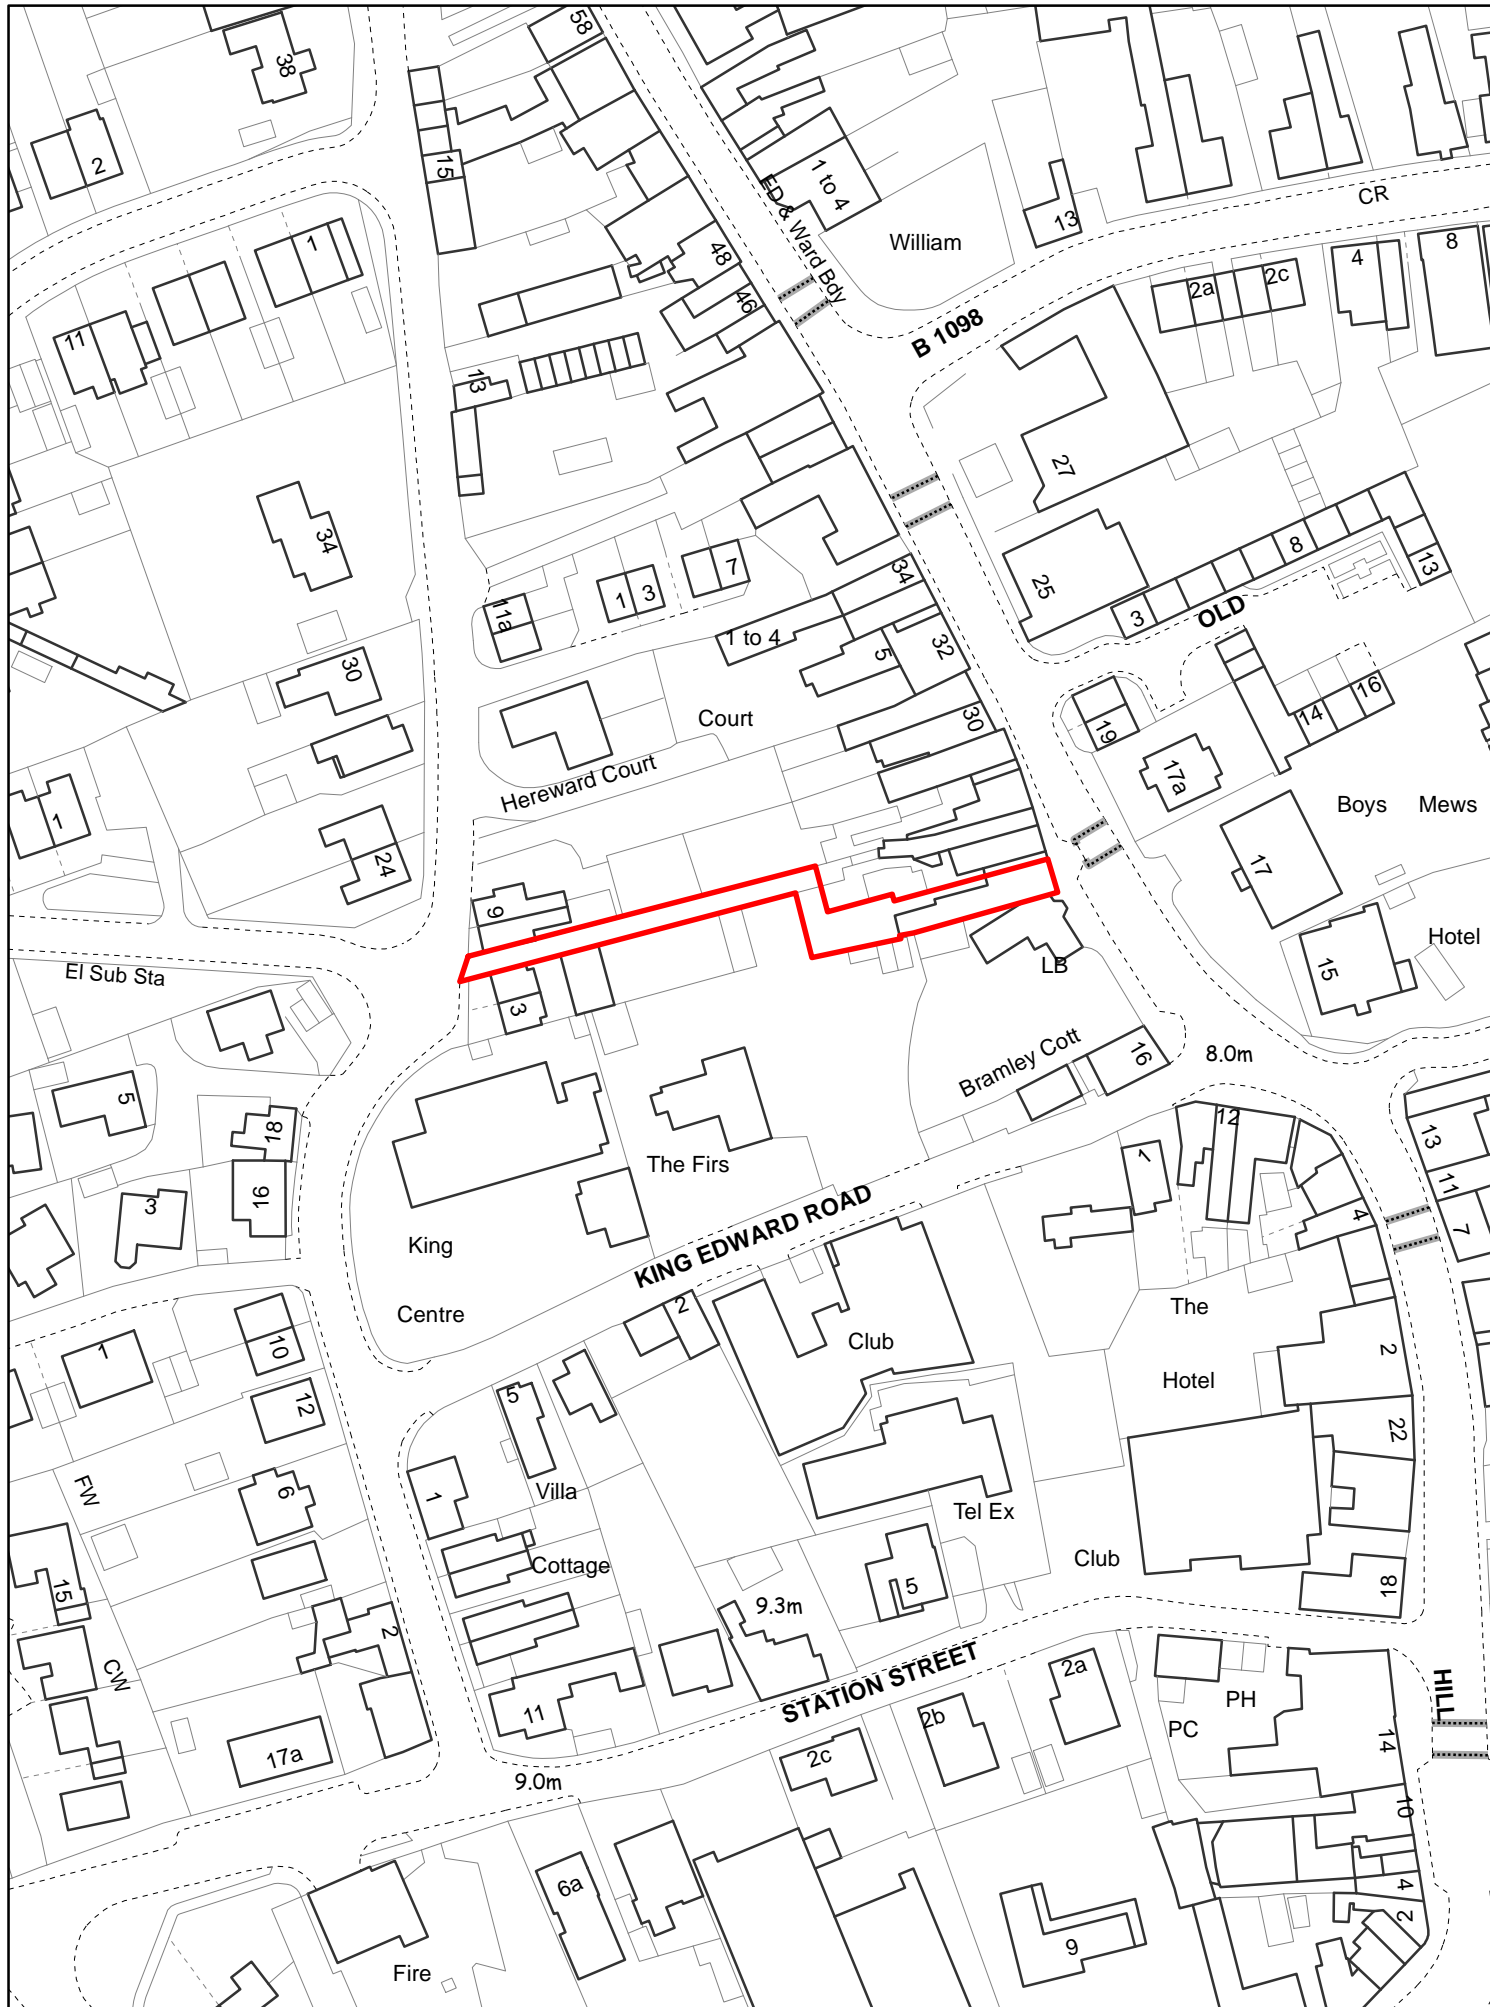 58
38
2
15
1 to 4
ED & Ward Bdy
William
13
CR
1
48
46
B 1098
2a
2c
4
8
11
13
27
34
11a
1
3
7
34
25
3
8
13
OLD
30
1 to 4
5
32
Court
30
19
14
16
17a
Hereward Court
Boys Mews
1
24
17
9
El Sub Sta
LB
15
Hotel
3
Bramley Cott
16
8.0m
5
18
12
13
The Firs
1
11
3
16
4
7
King
KING EDWARD ROAD
Centre
2
The
1
10
Club
2
5
Hotel
12
22
FW
6
1
Villa
Tel Ex
Cottage
Club
15
5
18
9.3m
2
CW
STATION STREET
2a
11
2b
PH
HILL
PC
17a
2c
14
9.0m
10
6a
4
2
9
Fire